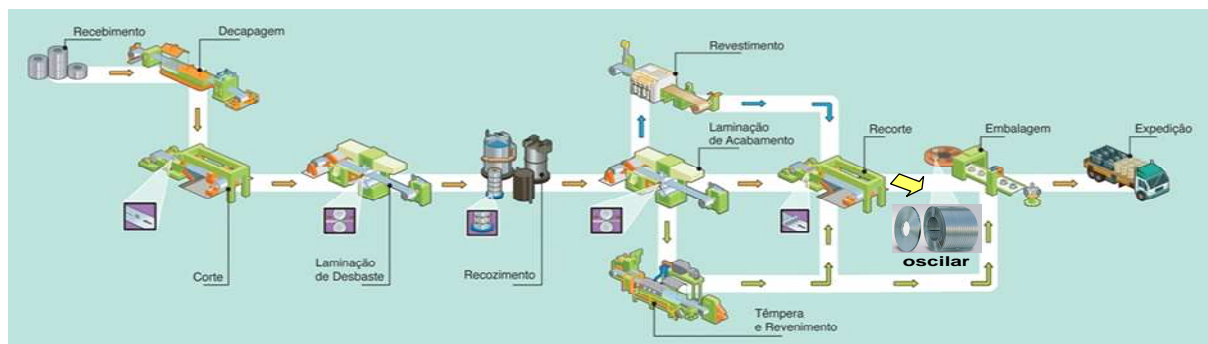 Recebimento
Decapagem
Corte
Laminação
de Desbaste
Recozimento
Revestimento
Laminação
de Acabamento
Têmpera
e Revenimento
Recorte
Embalagem
oscilar
Expedição